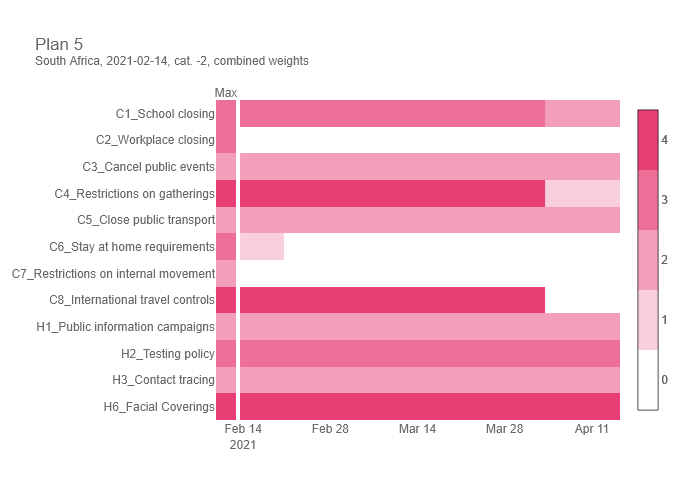 Plan 5
South Africa, 2021-02-14, cat. -2, combined weights
Max
C1_School closing
C2_Workplace closing
C3_Cancel public events
C4_Restrictions on gatherings
C5_Close public transport
C6_Stay at home requirements
C7_Restrictions on internal movement
C8_International travel controls
H1_Public information campaigns
H2_Testing policy
H3_Contact tracing
H6_Facial Coverings
Feb 14 Feb 28 Mar 14 Mar 28 Apr 11
2021
4
3
2
1
0